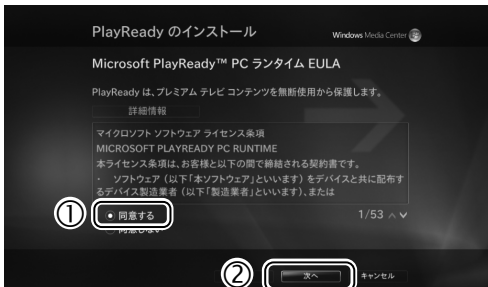 PlayReady のインストール
Windows Media Center
Microsoft PlayReady™ PC ランタイム EULA
PlayReady は、プレミアム テレビ コンテンツを無断使用から保護します。
詳細情報
マイクロソフト ソフトウェア ライセンス条項
MICROSOFT PLAYREADY PC RUNTIME
本ライセンス条項は、お客様と以下の間で締結される契約書です。
・ ソフトウェア (以下「本ソフトウェア」といいます) をデバイスと共に配布す
るデバイス製造業者 (以下「製造業者」といいます)、または
① 同意する
1/53
同意しない
② 次へ
キャンセル